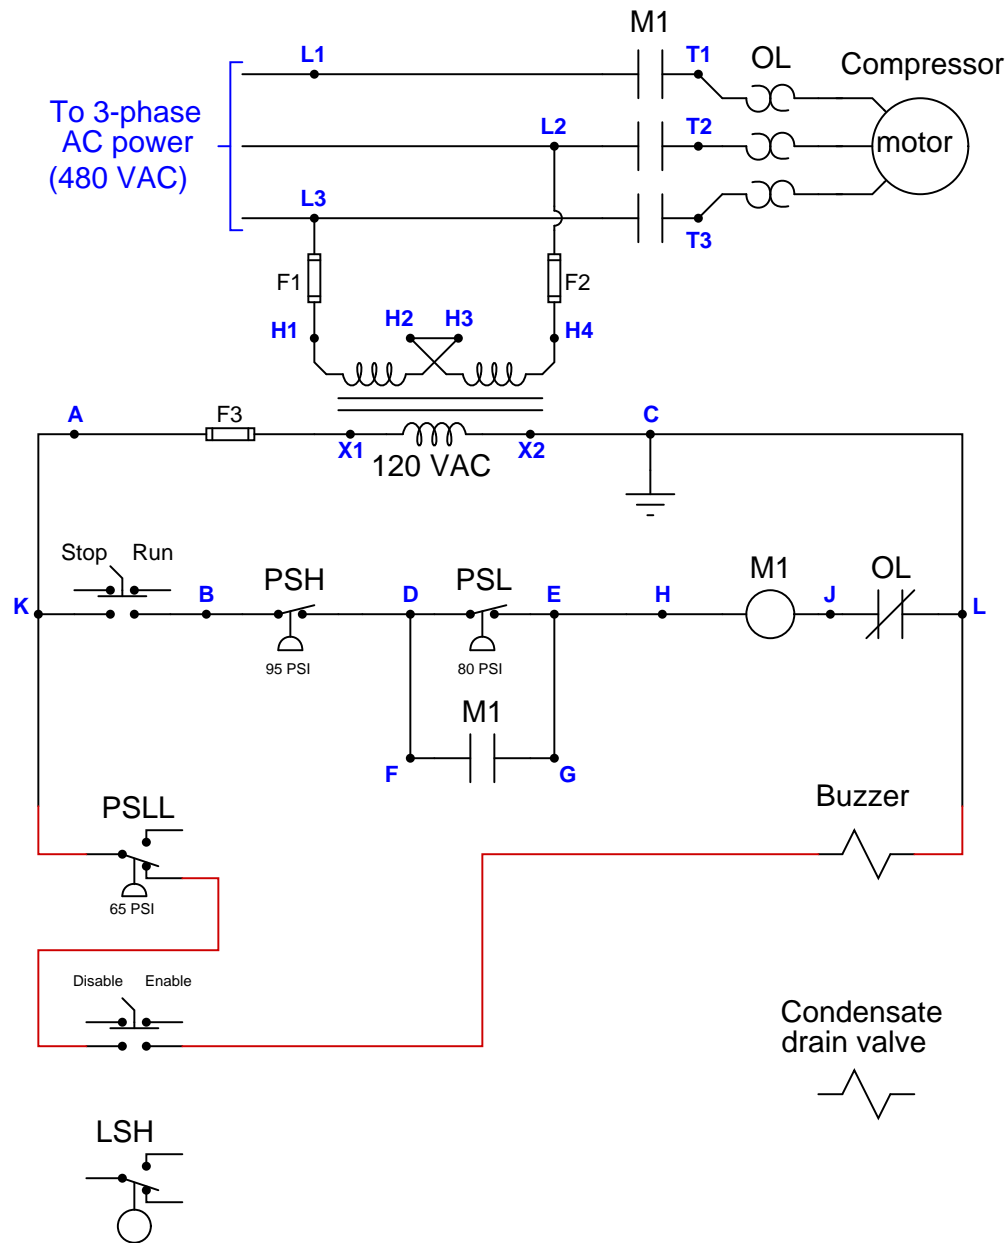 M1
L1
T1
OL
Compressor
To 3-phase
AC power
(480 VAC)
L2
T2
motor
L3
T3
F1
F2
H1
H2
H3
H4
A
F3
X1
120 VAC
X2
C
Stop
Run
K
B
PSH
95 PSI
D
PSL
80 PSI
E
H
M1
J
OL
L
M1
F
G
PSLL
65 PSI
Buzzer
Disable
Enable
Condensate
drain valve
LSH